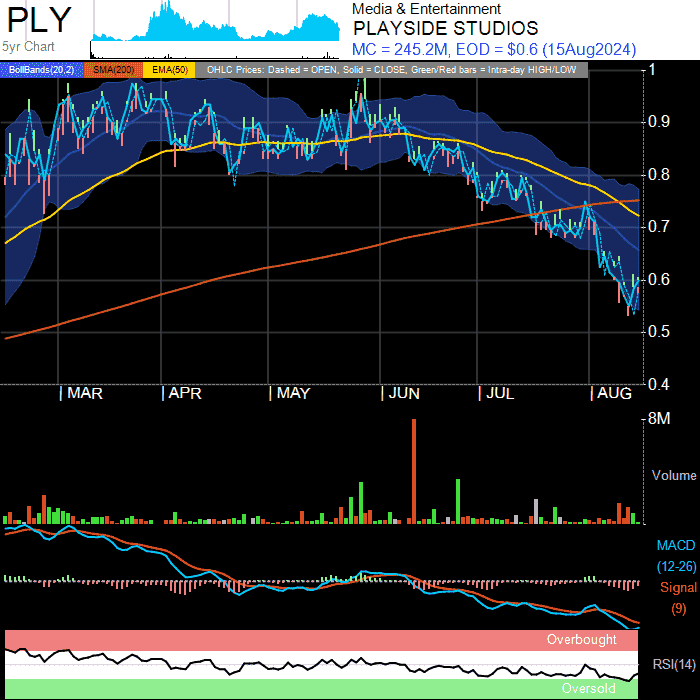 PLY
5yr Chart
Media & Entertainment
PLAYSIDE STUDIOS
MC = 245.2M, EOD = $0.6 (15Aug2024)
BollBands(20,2) SMA(200) EMA(50) OHLC Prices: Dashed = OPEN, Solid = CLOSE, Green/Red bars = Intra-day HIGH/LOW
1
0.9
0.8
0.7
0.6
0.5
0.4
MAR APR MAY JUN JUL AUG
8M
Volume
MACD
(12-26)
Signal
(9)
Overbought
RSI(14)
Oversold